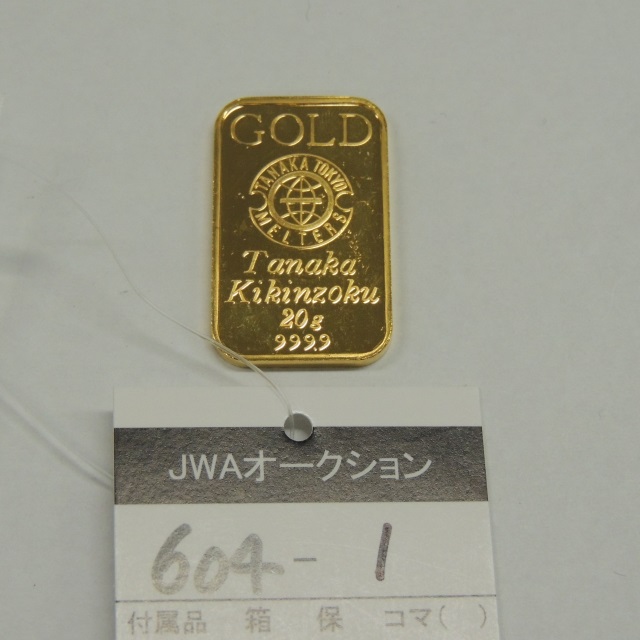 GOLD
TANAKA TOKYO
MELTERS
Tanaka
Kikinzoku
20g
999.9
JWAオークション
604-1
付属品 箱 保 コマ( )